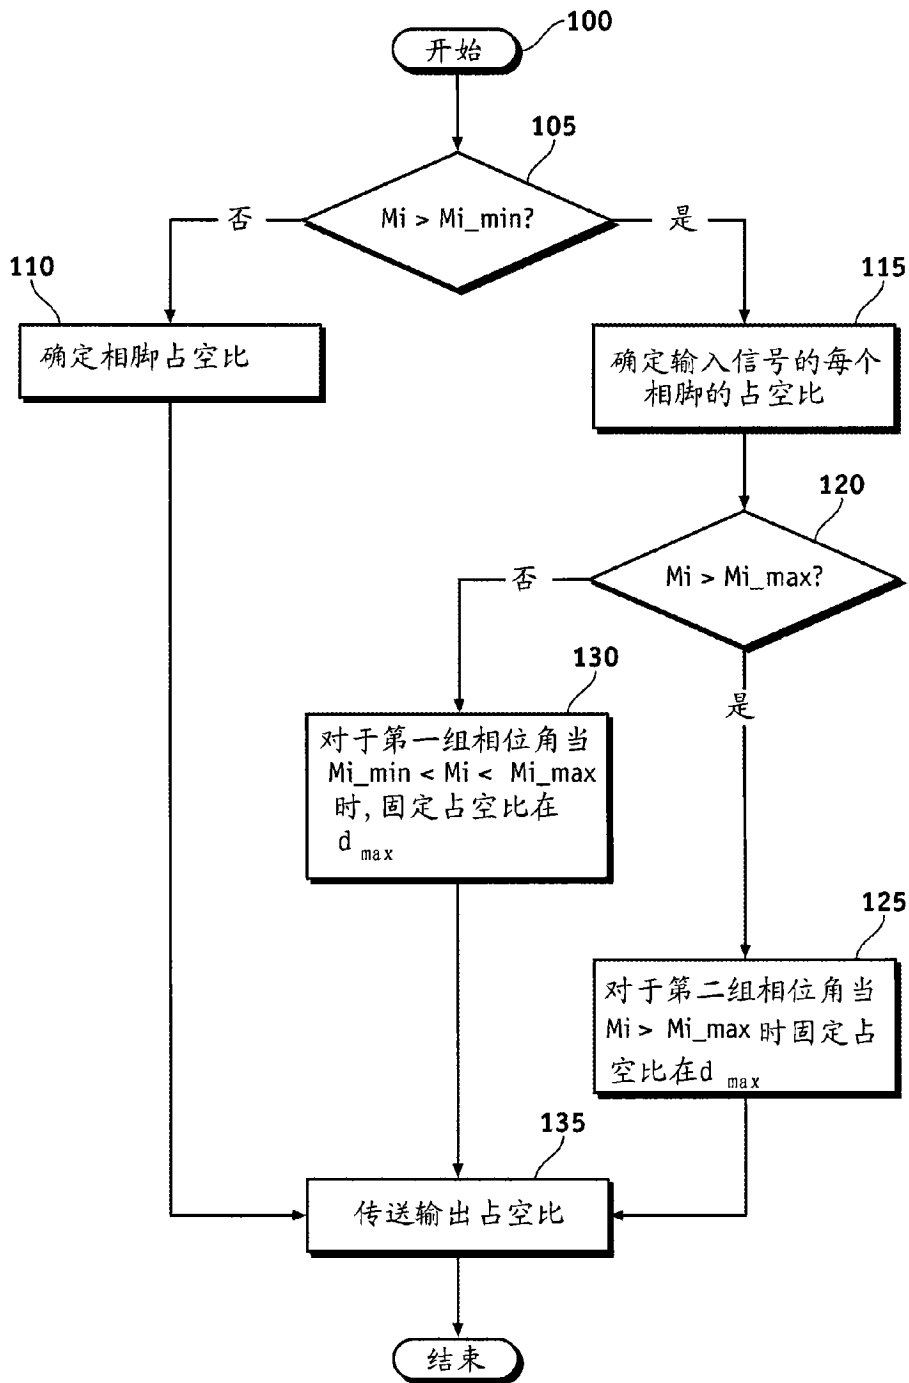 开始
100
105
Mi > Mi_min?
否
是
110
确定相脚占空比
115
确定输入信号的每个
相脚的占空比
120
Mi > Mi_max?
否
是
130
对于第一组相位角当
Mi_min < Mi < Mi_max
时,固定占空比在
d max
125
对于第二组相位角当
Mi > Mi_max 时固定占
空比在d max
135
传送输出占空比
结束